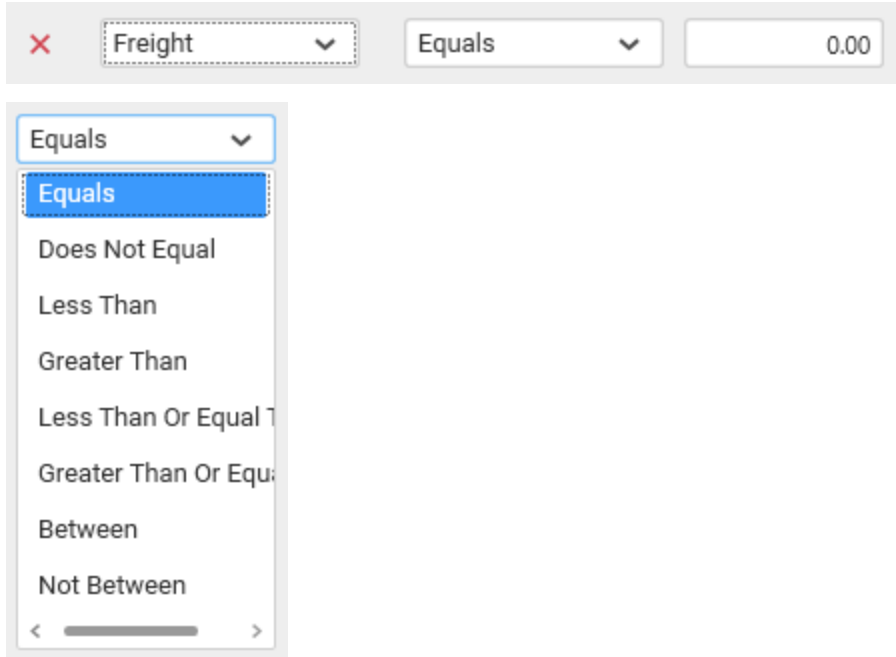 Freight Equals 0.00
Equals
Equals
Does Not Equal
Less Than
Greater Than
Less Than Or Equal
Greater Than Or
Between
Not Between